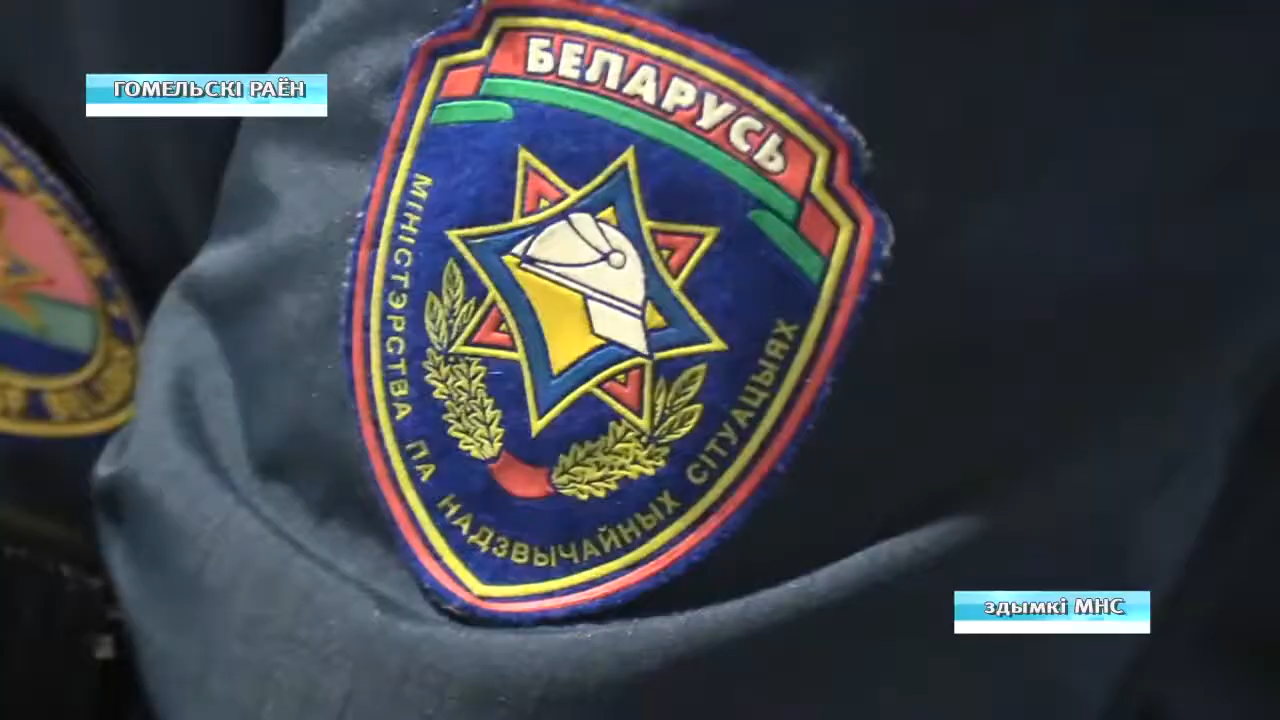 ГОМЕЛЬСКІ РАЁН
БЕЛАРУСЬ
МІНІСТЭРСТВА ПА НАДЗВЫЧАЙНЫХ СІТУАЦЫЯХ
здымкі МНС